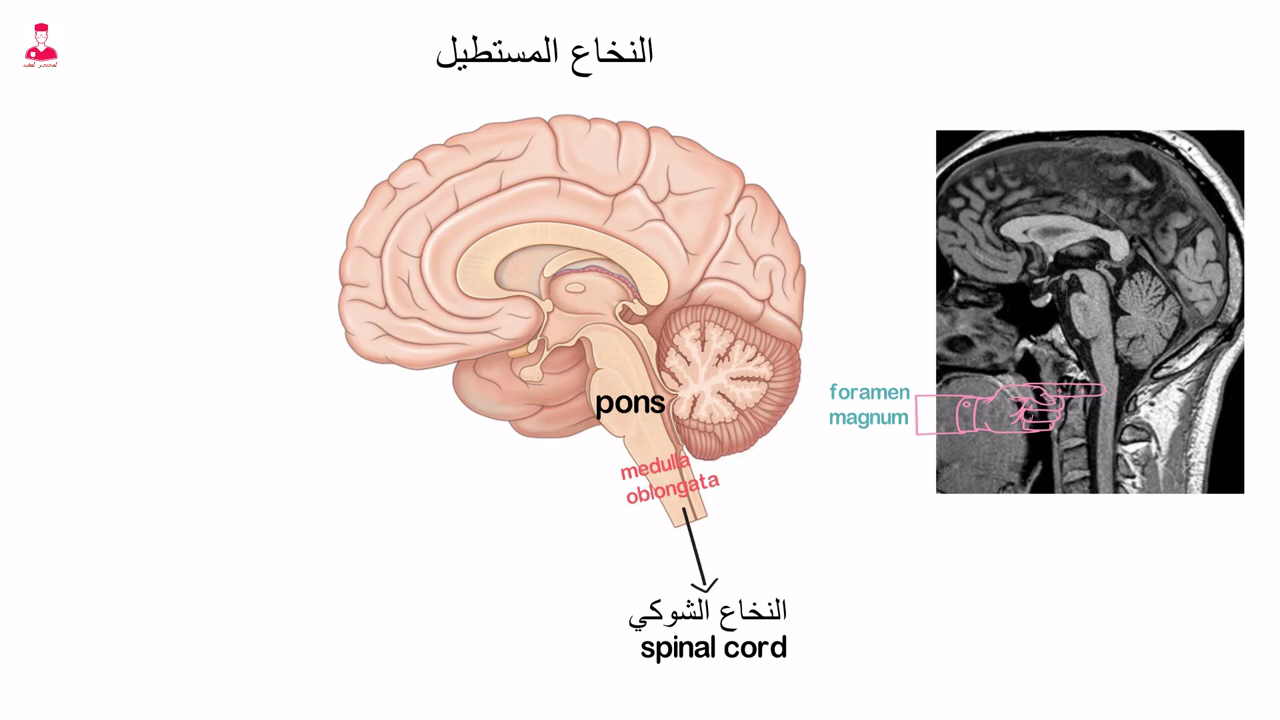 النخاع المستطيل
pons
foramen
magnum
medulla
oblongata
النخاع الشوكي
spinal cord